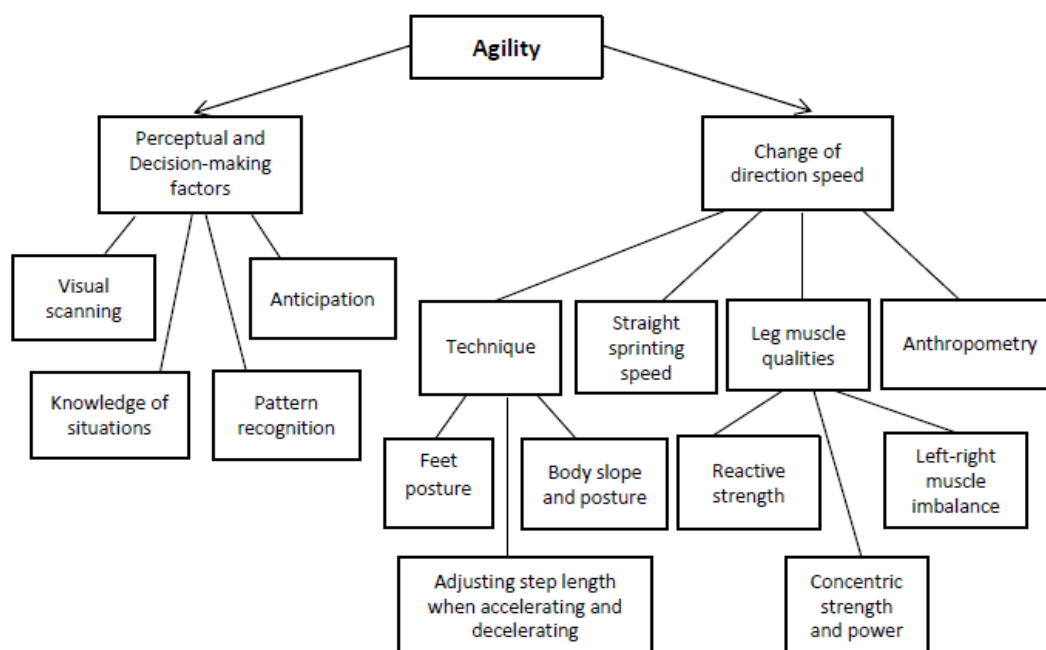 Agility
Perceptual and
Decision-making
factors
Change of
direction speed
Visual
scanning
Anticipation
Knowledge of
situations
Pattern
recognition
Technique
Straight
sprinting
speed
Leg muscle
qualities
Anthropometry
Feet
posture
Body slope
and posture
Reactive
strength
Left-right
muscle
imbalance
Adjusting step length
when accelerating and
decelerating
Concentric
strength
and power